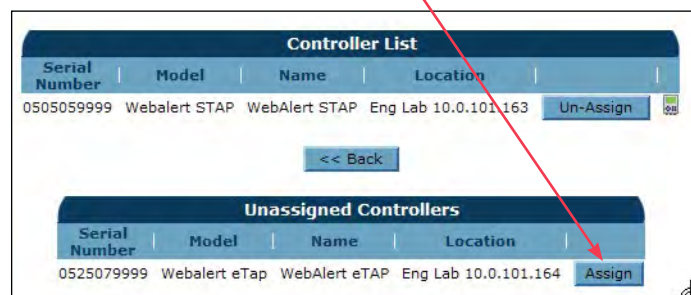 Controller List
Serial Number | Model | Name | Location | |
0505059999 Webalert STAP WebAlert STAP Eng Lab 10.0.101.163 Un-Assign
<< Back
Unassigned Controllers
Serial Number | Model | Name | Location |
0525079999 Webalert eTap WebAlert eTAP Eng Lab 10.0.101.164 Assign